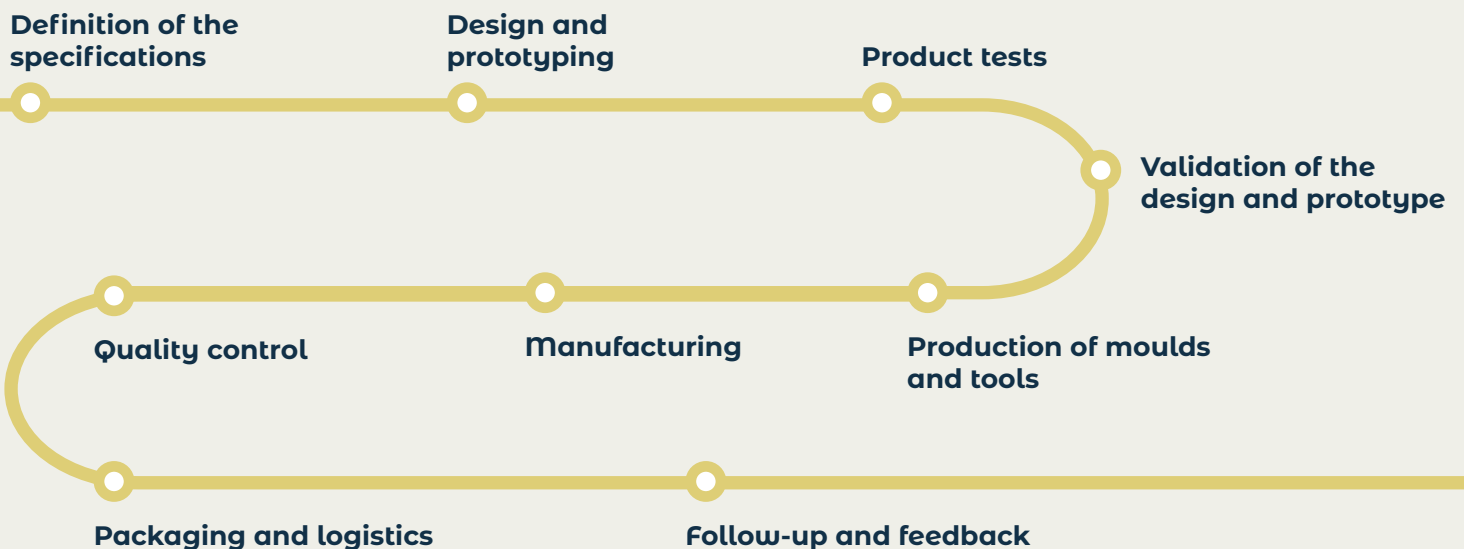 Definition of the
specifications
Design and
prototyping
Product tests
Validation of the
design and prototype
Production of moulds
and tools
Manufacturing
Quality control
Packaging and logistics
Follow-up and feedback